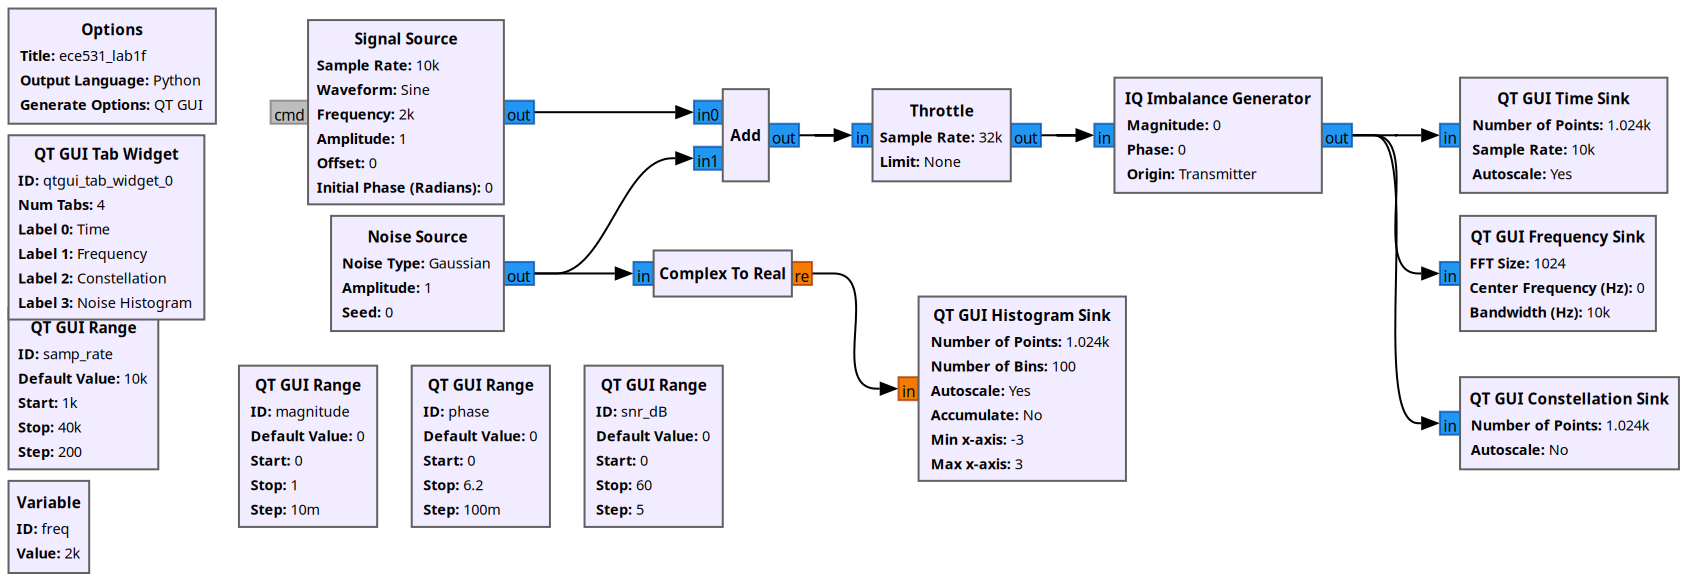 Options
Title: ece531_lab1f
Output Language: Python
Generate Options: QT GUI
QT GUI Tab Widget
ID: qtgui_tab_widget_0
Num Tabs: 4
Label 0: Time
Label 1: Frequency
Label 2: Constellation
Label 3: Noise Histogram
QT GUI Range
ID: samp_rate
Default Value: 10k
Start: 1k
Stop: 40k
Step: 200
Variable
ID: freq
Value: 2k
cmd
Signal Source
Sample Rate: 10k
Waveform: Sine
Frequency: 2k
Amplitude: 1
Offset: 0
Initial Phase (Radians): 0
out
Noise Source
Noise Type: Gaussian
Amplitude: 1
Seed: 0
out
QT GUI Range
ID: magnitude
Default Value: 0
Start: 0
Stop: 1
Step: 10m
QT GUI Range
ID: phase
Default Value: 0
Start: 0
Stop: 6.2
Step: 100m
QT GUI Range
ID: snr_dB
Default Value: 0
Start: 0
Stop: 60
Step: 5
in0
in1
Add
out
in
Complex To Real
re
in
Throttle
Sample Rate: 32k
Limit: None
out
in
QT GUI Histogram Sink
Number of Points: 1.024k
Number of Bins: 100
Autoscale: Yes
Accumulate: No
Min x-axis: -3
Max x-axis: 3
in
IQ Imbalance Generator
Magnitude: 0
Phase: 0
Origin: Transmitter
out
in
QT GUI Time Sink
Number of Points: 1.024k
Sample Rate: 10k
Autoscale: Yes
in
QT GUI Frequency Sink
FFT Size: 1024
Center Frequency (Hz): 0
Bandwidth (Hz): 10k
in
QT GUI Constellation Sink
Number of Points: 1.024k
Autoscale: No